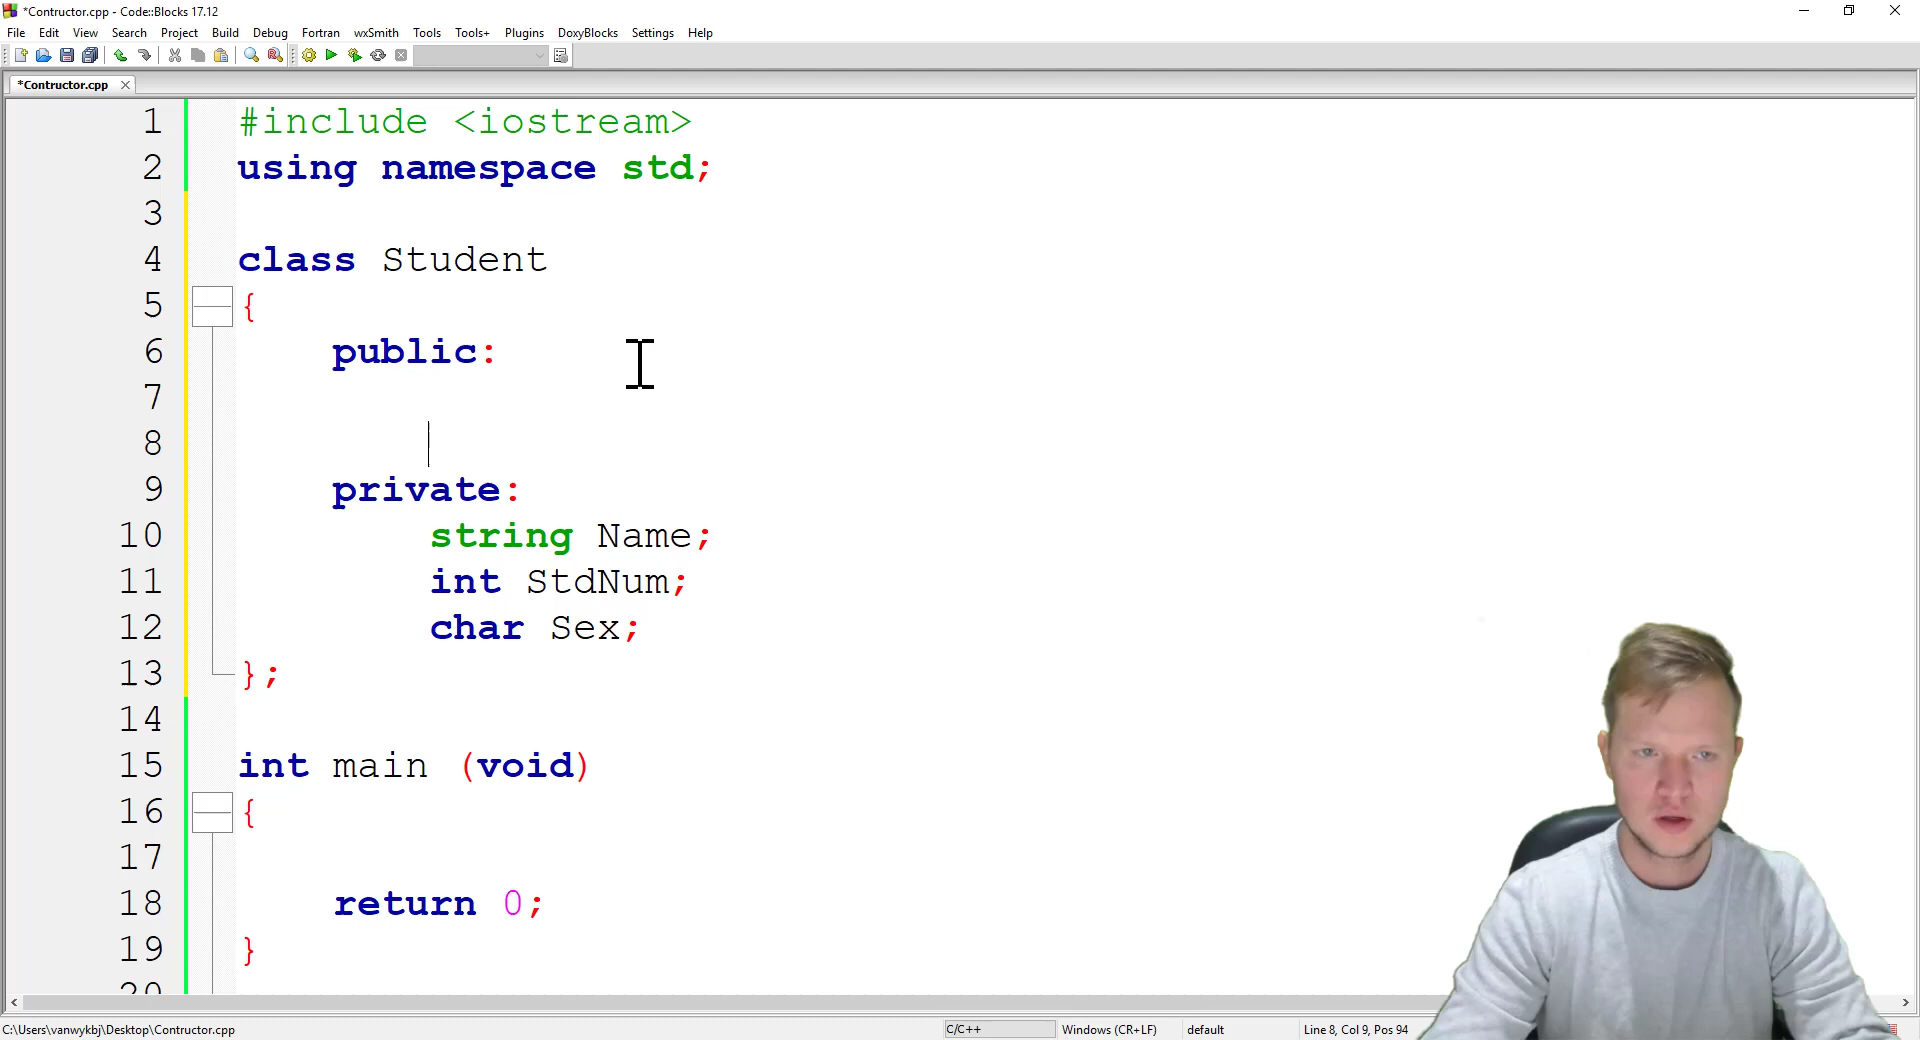 *Contructor.cpp - Code::Blocks 17.12
File Edit View Search Project Build Debug Fortran wxSmith Tools Tools+ Plugins DoxyBlocks Settings Help
*Contructor.cpp
1 #include <iostream>
2 using namespace std;
3
4 class Student
5 {
6 public:
7
8
9 private:
10 string Name;
11 int StdNum;
12 char Sex;
13 };
14
15 int main (void)
16 {
17
18 return 0;
19 }
20
C:\Users\vanwykbj\Desktop\Contructor.cpp C/C++ Windows (CR+LF) default Line 8, Col 9, Pos 94